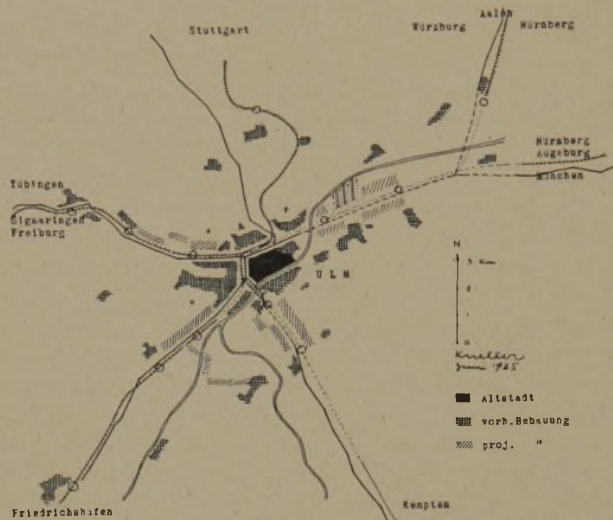 Stuttgart
Würzburg
Aalen
Nürnberg
Nürnberg
Augsburg
München
Tübingen
Sigmaringen
Freiburg
ULM
N
5 Km
0
Juni 1925
Altstadt
vorh.Bebauung
proj. "
Friedrichshafen
Kempten